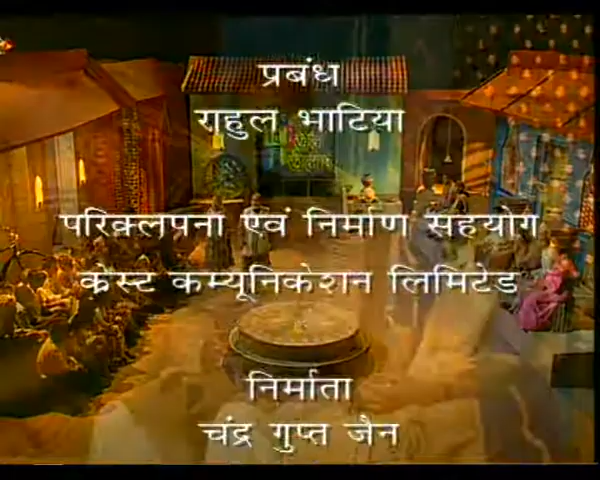 प्रबंध
राहुल भाटिया
परिकल्पना एवं निर्माण सहयोग
क्रेस्ट कम्यूनिकेशन लिमिटेड
निर्माता
चंद्र गुप्त जैन